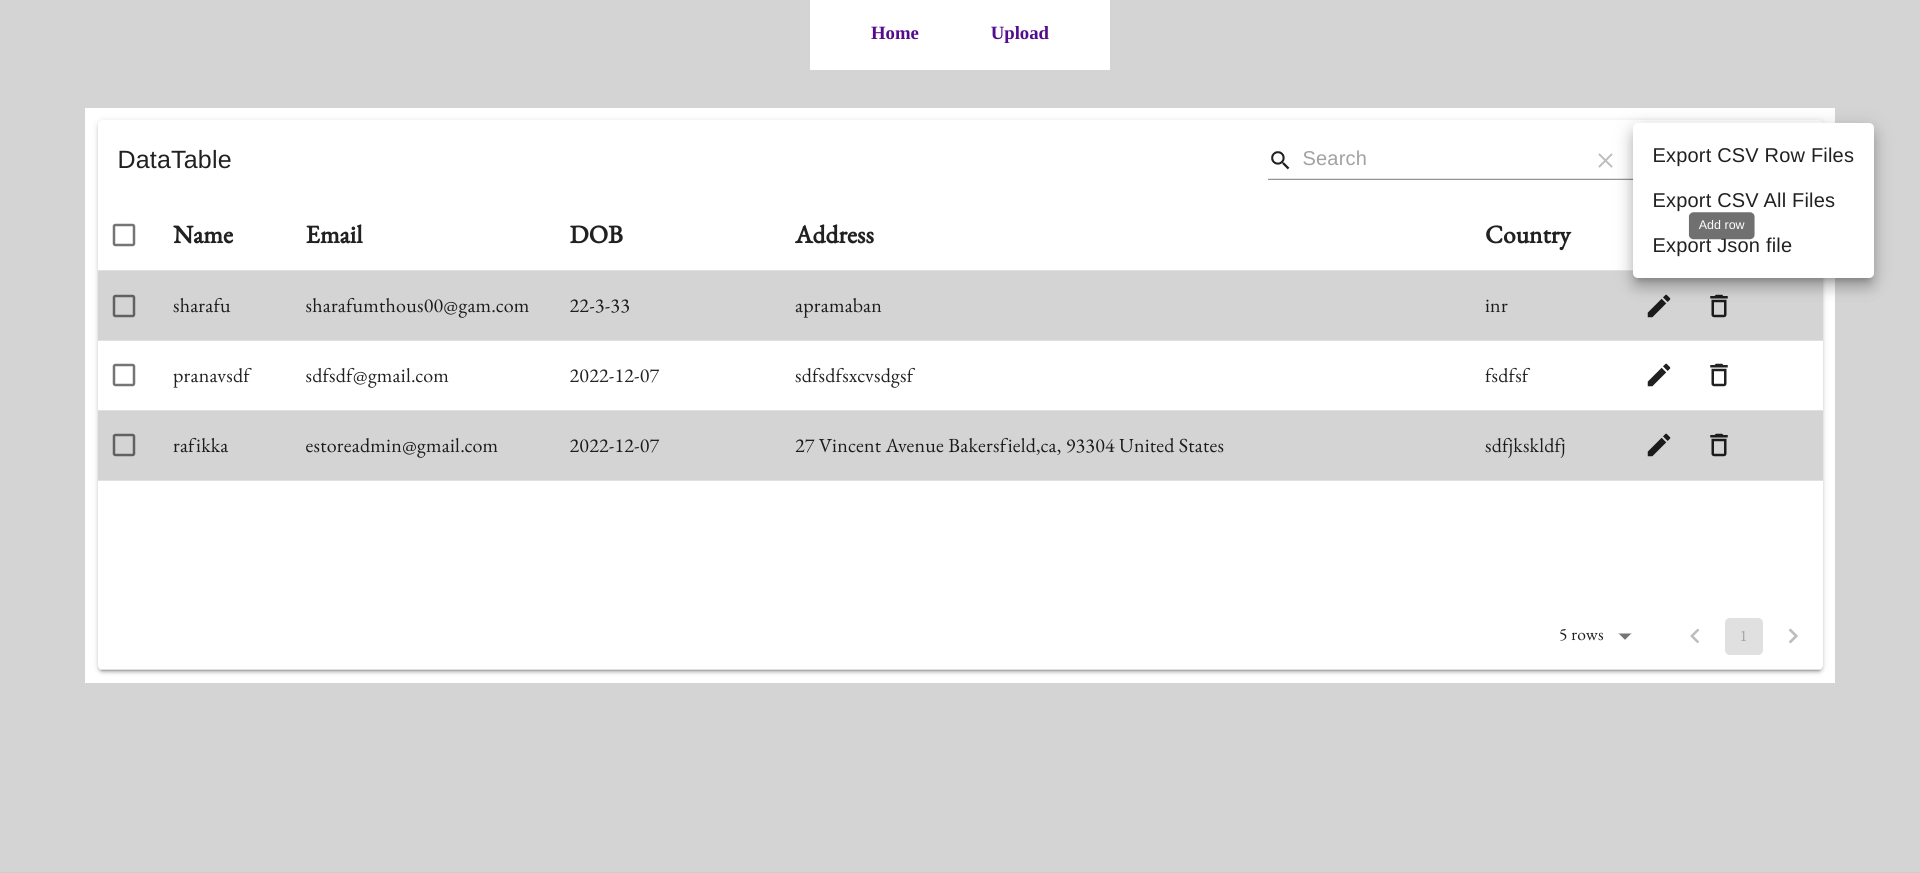 Home Upload
DataTable
Search
Export CSV Row Files
Export CSV All Files
Add row
Export Json file
Name Email DOB Address Country
sharafu sharafumthous00@gam.com 22-3-33 apramaban inr
pranavsdf sdfsdf@gmail.com 2022-12-07 sdfsdfsxcvsdgsf fsdfsf
rafikka estoreadmin@gmail.com 2022-12-07 27 Vincent Avenue Bakersfield,ca, 93304 United States sdfjkskldfj
5 rows 1